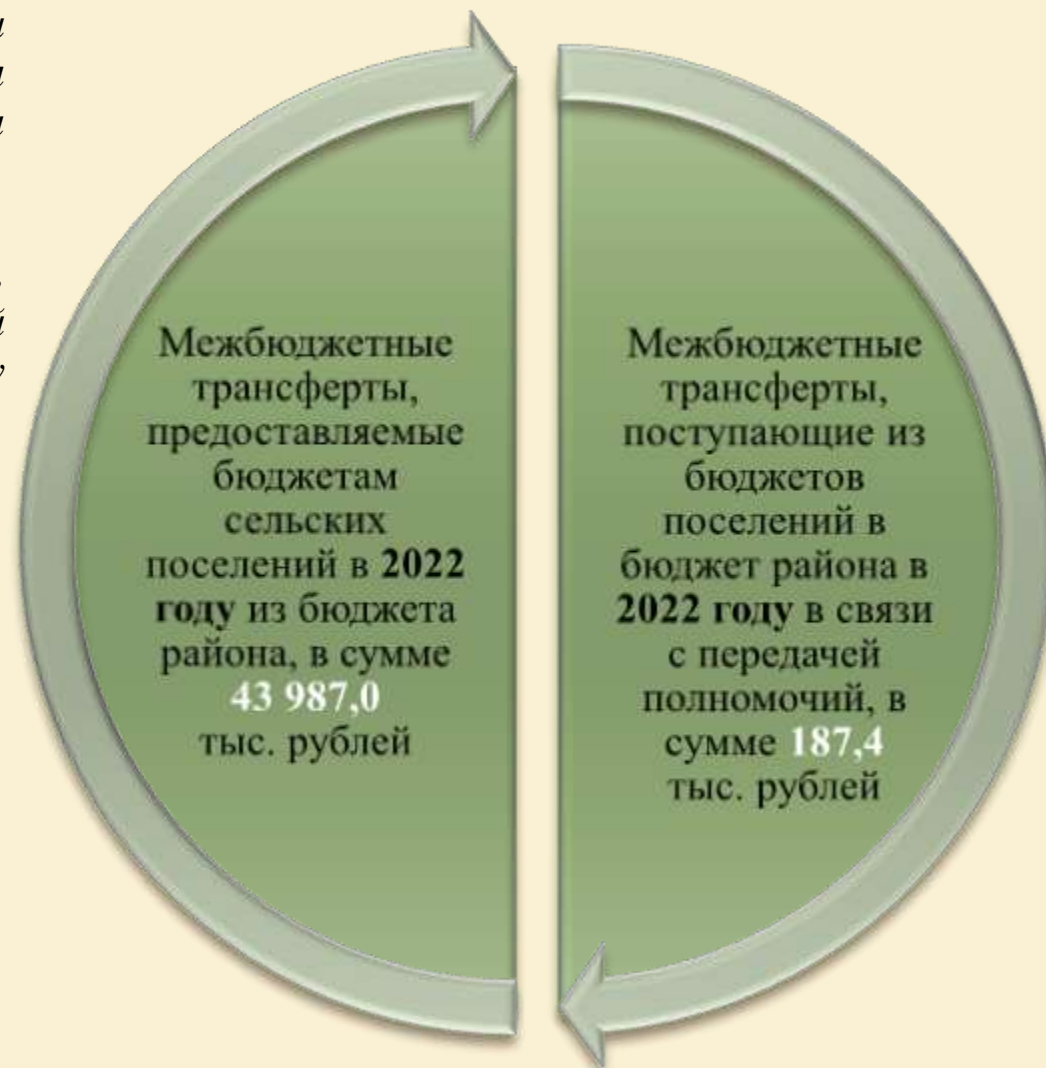 Межбюджетные
трансферты,
предоставляемые
бюджетам
сельских
поселений в 2022
году из бюджета
района, в сумме
43 987,0
тыс. рублей
Межбюджетные
трансферты,
поступающие из
бюджетов
поселений в
бюджет района в
2022 году в связи
с передачей
полномочий, в
сумме 187,4
тыс. рублей